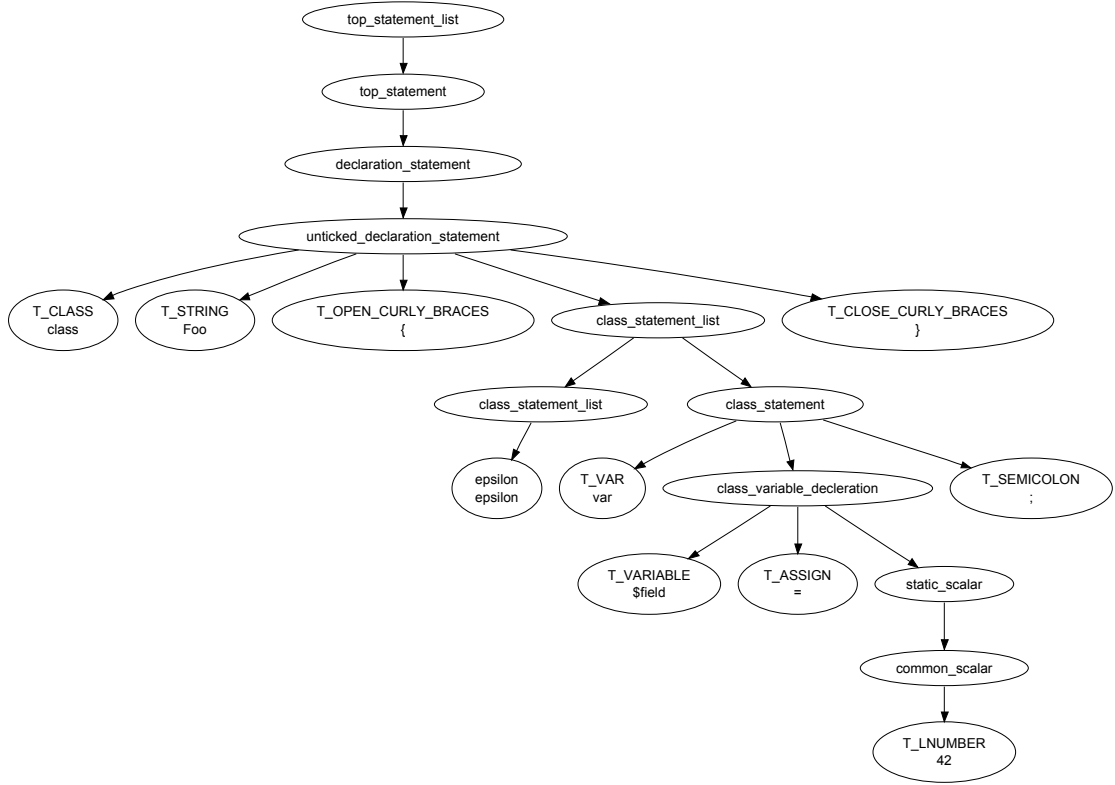 top_statement_list
top_statement
declaration_statement
unticked_declaration_statement
T_CLASS
class
T_STRING
Foo
T_OPEN_CURLY_BRACES
{
class_statement_list
T_CLOSE_CURLY_BRACES
}
class_statement_list
class_statement
epsilon
epsilon
T_VAR
var
class_variable_decleration
T_SEMICOLON
;
T_VARIABLE
$field
T_ASSIGN
=
static_scalar
common_scalar
T_LNUMBER
42